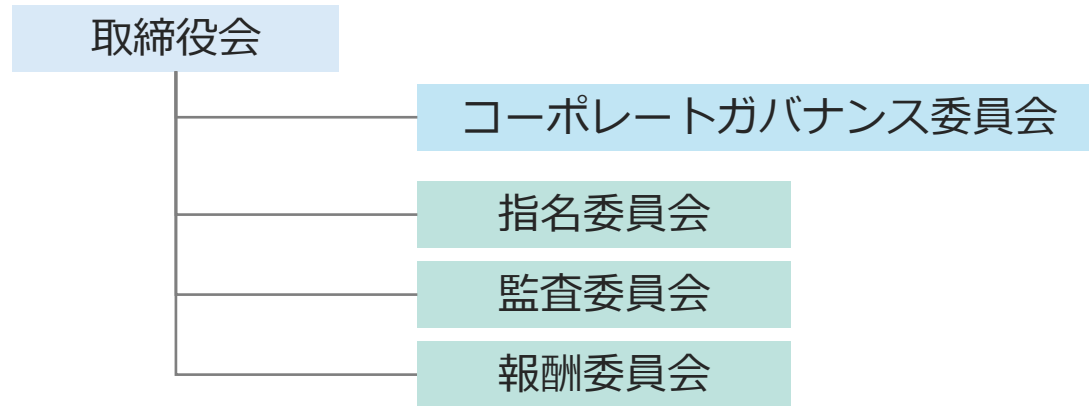 取締役会
コーポレートガバナンス委員会
指名委員会
監査委員会
報酬委員会